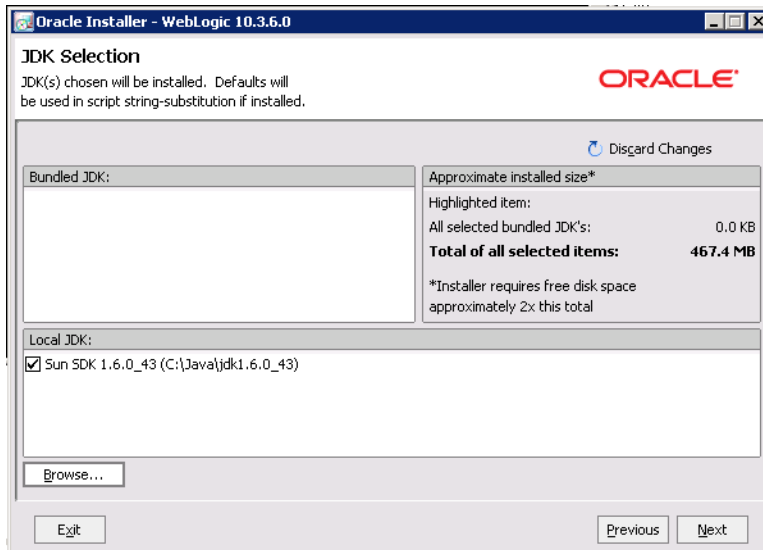 Oracle Installer - WebLogic 10.3.6.0
JDK Selection
JDK(s) chosen will be installed. Defaults will
be used in script string-substitution if installed.
ORACLE
Discard Changes
Bundled JDK:
Approximate installed size*
Highlighted item:
All selected bundled JDK's: 0.0 KB
Total of all selected items: 467.4 MB
*Installer requires free disk space
approximately 2x this total
Local JDK:
Sun SDK 1.6.0_43 (C:\Java\jdk1.6.0_43)
Browse...
Exit Previous Next